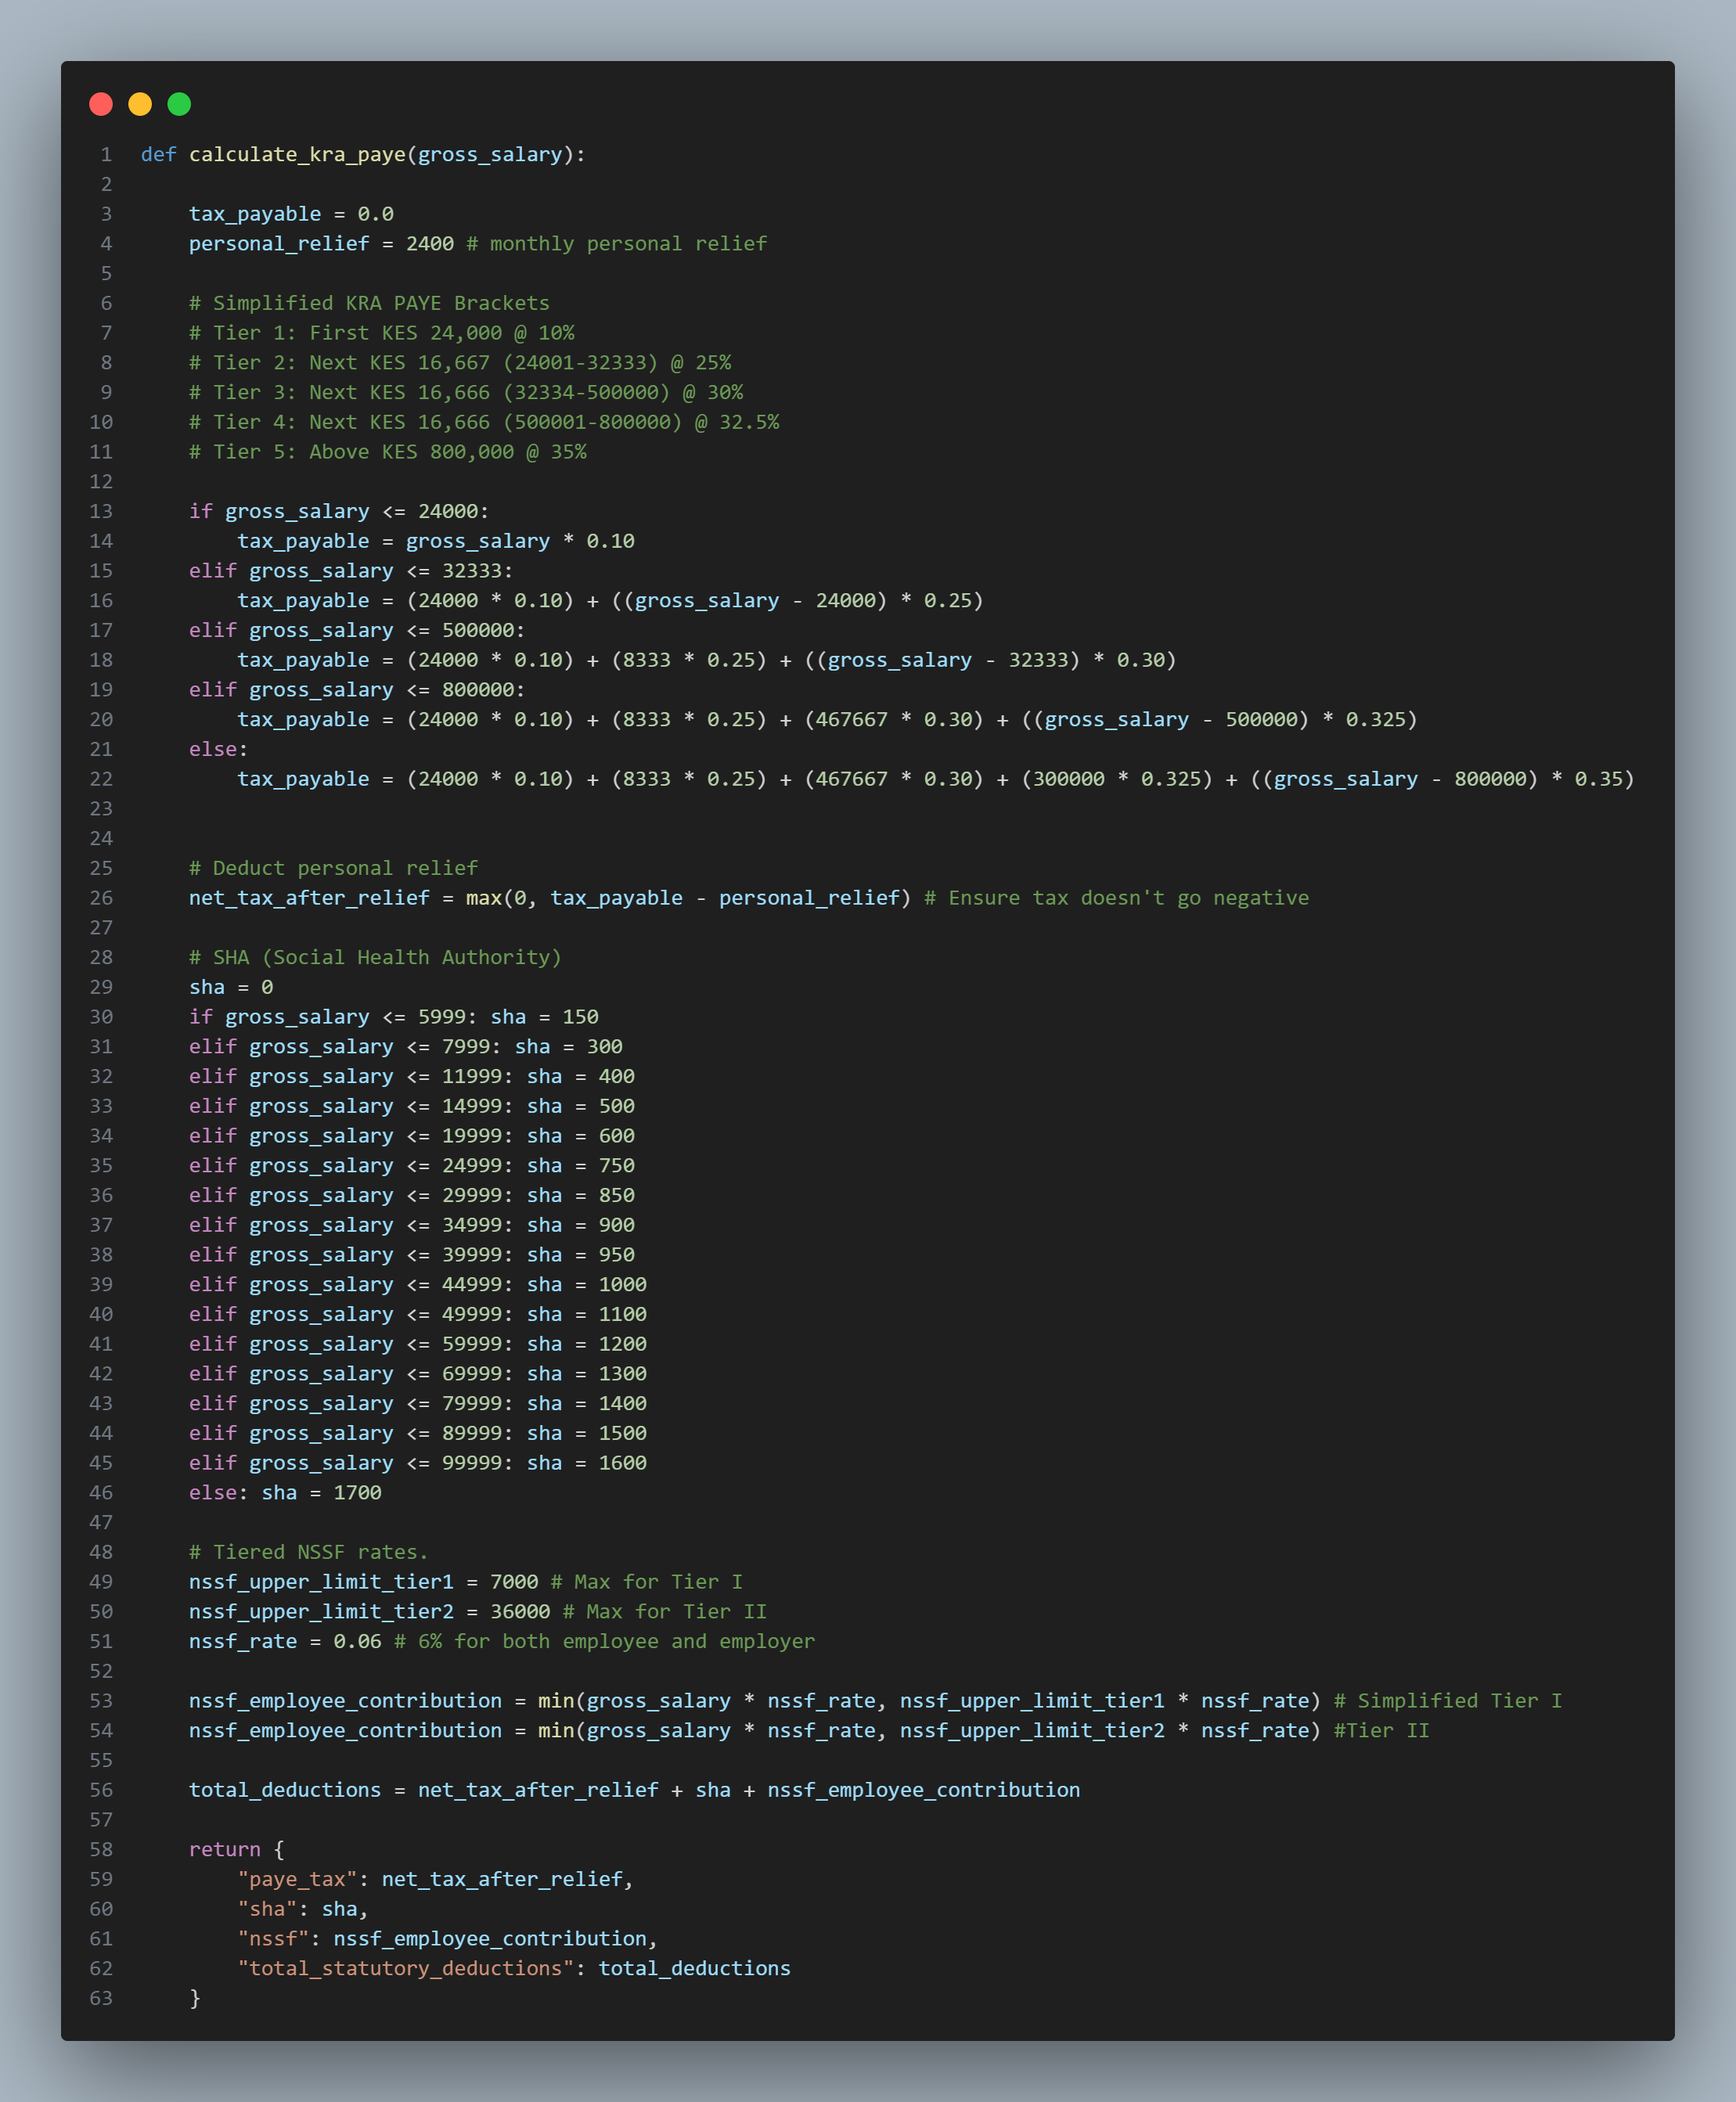 1 def calculate_kra_paye(gross_salary):
2
3     tax_payable = 0.0
4     personal_relief = 2400 # monthly personal relief
5
6     # Simplified KRA PAYE Brackets
7     # Tier 1: First KES 24,000 @ 10%
8     # Tier 2: Next KES 16,667 (24001-32333) @ 25%
9     # Tier 3: Next KES 16,666 (32334-500000) @ 30%
10     # Tier 4: Next KES 16,666 (500001-800000) @ 32.5%
11     # Tier 5: Above KES 800,000 @ 35%
12
13     if gross_salary <= 24000:
14         tax_payable = gross_salary * 0.10
15     elif gross_salary <= 32333:
16         tax_payable = (24000 * 0.10) + ((gross_salary - 24000) * 0.25)
17     elif gross_salary <= 500000:
18         tax_payable = (24000 * 0.10) + (8333 * 0.25) + ((gross_salary - 32333) * 0.30)
19     elif gross_salary <= 800000:
20         tax_payable = (24000 * 0.10) + (8333 * 0.25) + (467667 * 0.30) + ((gross_salary - 500000) * 0.325)
21     else:
22         tax_payable = (24000 * 0.10) + (8333 * 0.25) + (467667 * 0.30) + (300000 * 0.325) + ((gross_salary - 800000) * 0.35)
23
24
25     # Deduct personal relief
26     net_tax_after_relief = max(0, tax_payable - personal_relief) # Ensure tax doesn't go negative
27
28     # SHA (Social Health Authority)
29     sha = 0
30     if gross_salary <= 5999: sha = 150
31     elif gross_salary <= 7999: sha = 300
32     elif gross_salary <= 11999: sha = 400
33     elif gross_salary <= 14999: sha = 500
34     elif gross_salary <= 19999: sha = 600
35     elif gross_salary <= 24999: sha = 750
36     elif gross_salary <= 29999: sha = 850
37     elif gross_salary <= 34999: sha = 900
38     elif gross_salary <= 39999: sha = 950
39     elif gross_salary <= 44999: sha = 1000
40     elif gross_salary <= 49999: sha = 1100
41     elif gross_salary <= 59999: sha = 1200
42     elif gross_salary <= 69999: sha = 1300
43     elif gross_salary <= 79999: sha = 1400
44     elif gross_salary <= 89999: sha = 1500
45     elif gross_salary <= 99999: sha = 1600
46     else: sha = 1700
47
48     # Tiered NSSF rates.
49     nssf_upper_limit_tier1 = 7000 # Max for Tier I
50     nssf_upper_limit_tier2 = 36000 # Max for Tier II
51     nssf_rate = 0.06 # 6% for both employee and employer
52
53     nssf_employee_contribution = min(gross_salary * nssf_rate, nssf_upper_limit_tier1 * nssf_rate) # Simplified Tier I
54     nssf_employee_contribution = min(gross_salary * nssf_rate, nssf_upper_limit_tier2 * nssf_rate) #Tier II
55
56     total_deductions = net_tax_after_relief + sha + nssf_employee_contribution
57
58     return {
59         "paye_tax": net_tax_after_relief,
60         "sha": sha,
61         "nssf": nssf_employee_contribution,
62         "total_statutory_deductions": total_deductions
63     }